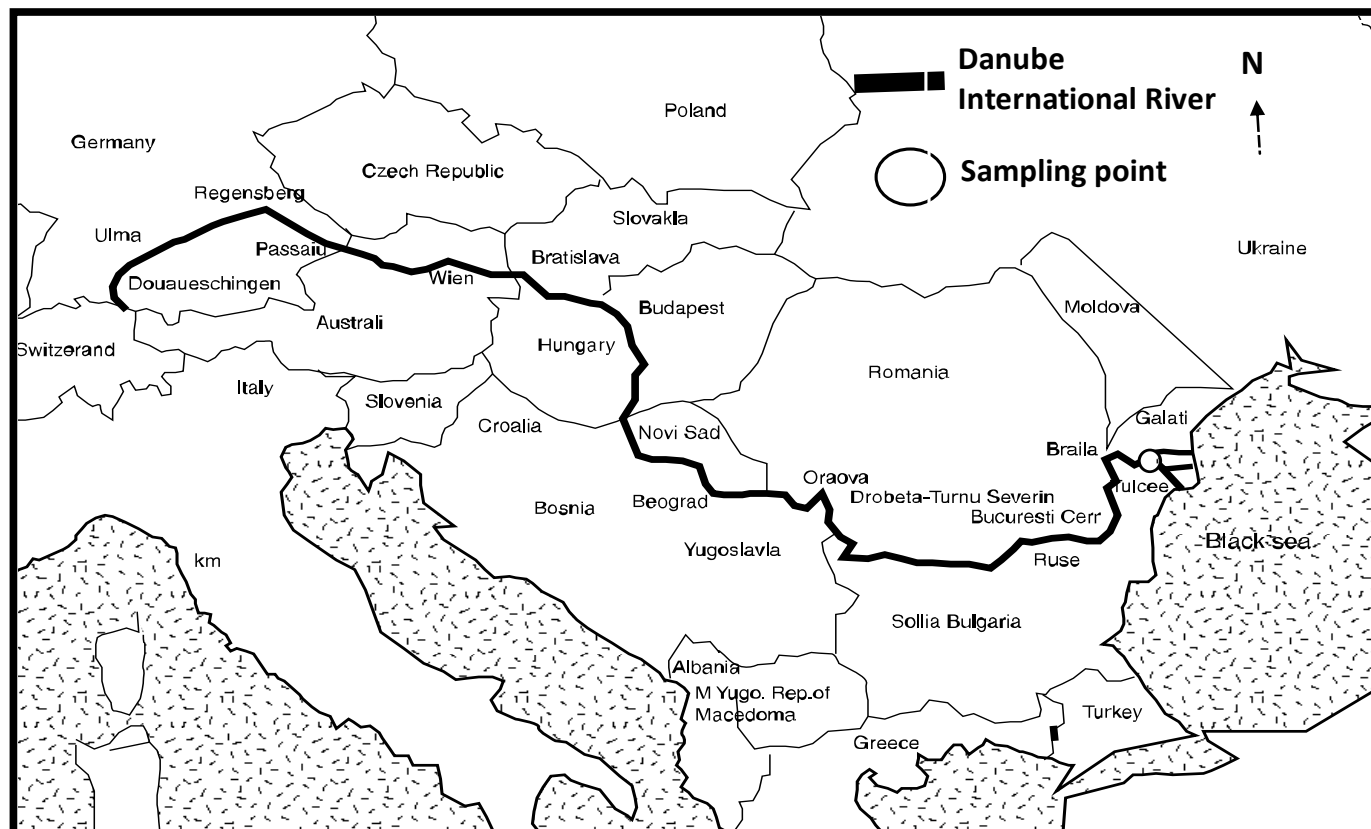 Danube
International River
N
Sampling point
Poland
Germany
Czech Republic
Regensberg
Slovakla
Ulma
Passaiu
Bratislava
Ukraine
Wien
Douaueschingen
Budapest
Moldova
Australi
Hungary
Switzorand
Italy
Romania
Slovenia
Croalia
Novi Sad
Galati
Braila
Oraova
Tulcee
Drobeta-Turnu Severin
Beograd
Bosnia
Bucuresti Cerr
Yugoslavla
Ruse
Black sea
km
Sollia Bulgaria
Albania
M Yugo. Rep.of
Macedoma
Turkey
Greece